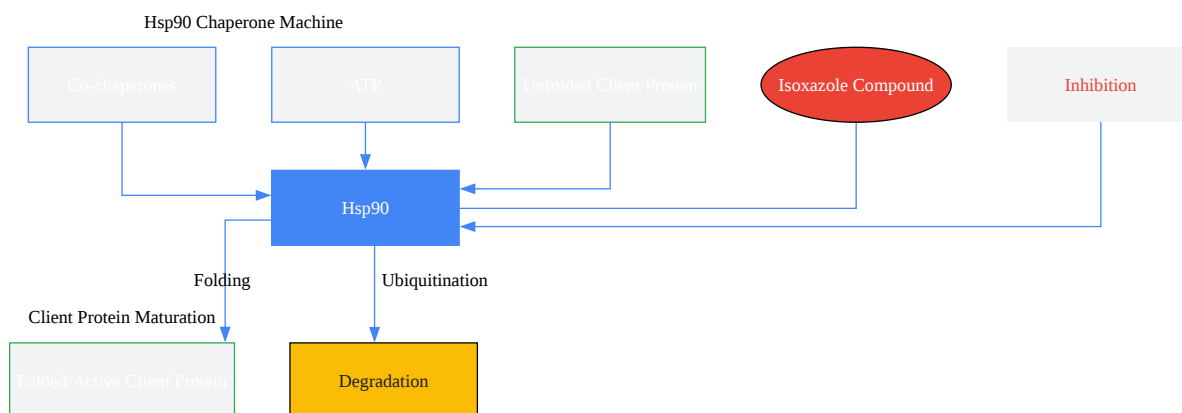 Hsp90 Chaperone Machine
Co-chaperones
ATP
Unfolded Client Protein
Isoxazole Compound
Inhibition
Hsp90
Folding
Ubiquitination
Client Protein Maturation
Folded/Active Client Protein
Degradation